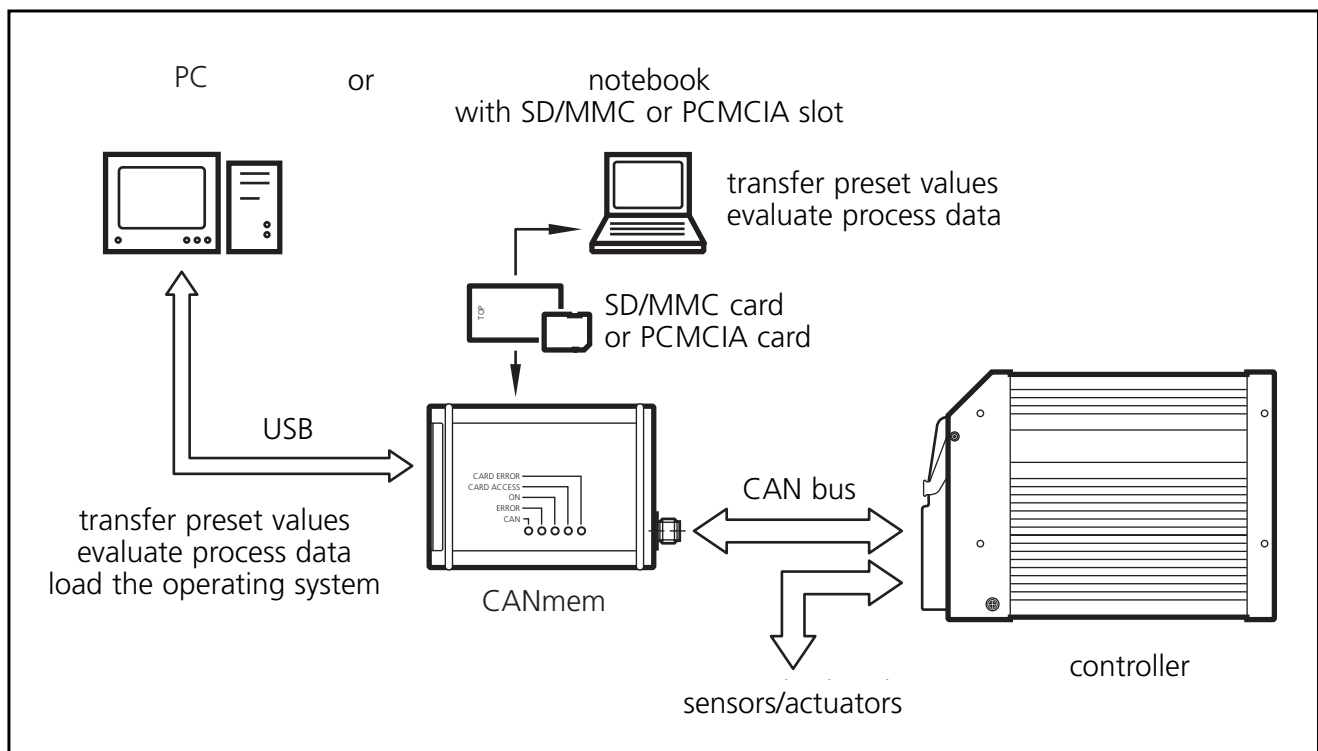 PC or notebook
with SD/MMC or PCMCIA slot
transfer preset values
evaluate process data
TOP
SD/MMC card
or PCMCIA card
USB
CARD ERROR
CARD ACCESS
ON
ERROR
CAN
CAN bus
transfer preset values
evaluate process data
load the operating system
CANmem
controller
sensors/actuators